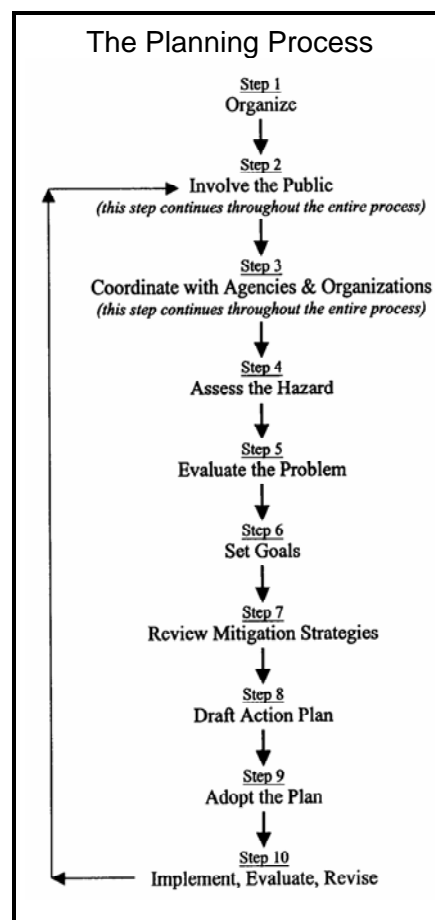 The Planning Process
Step 1
Organize
Step 2
Involve the Public
(this step continues throughout the entire process)
Step 3
Coordinate with Agencies & Organizations
(this step continues throughout the entire process)
Step 4
Assess the Hazard
Step 5
Evaluate the Problem
Step 6
Set Goals
Step 7
Review Mitigation Strategies
Step 8
Draft Action Plan
Step 9
Adopt the Plan
Step 10
Implement, Evaluate, Revise